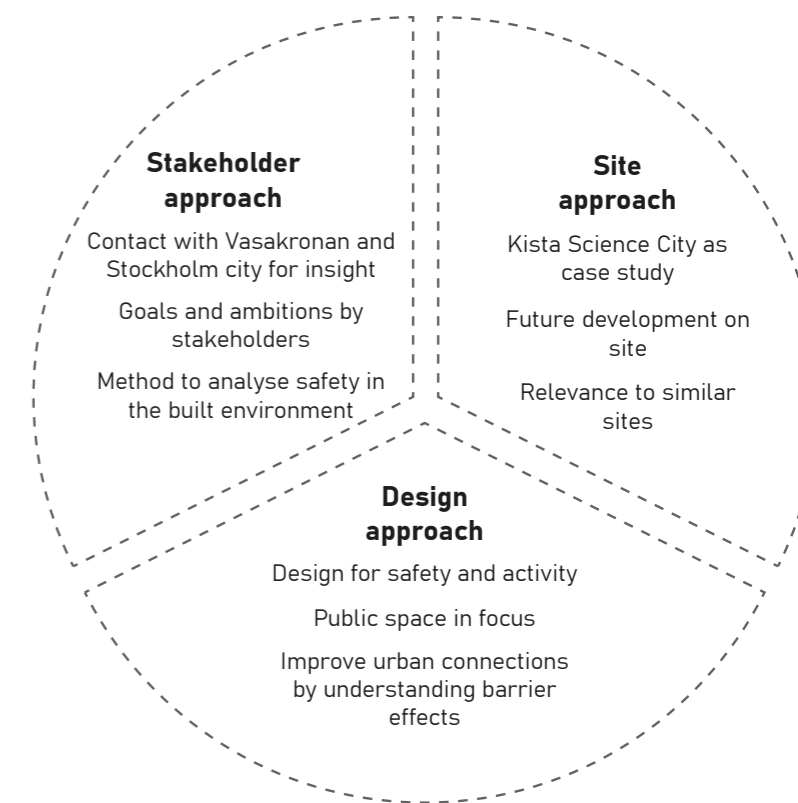 Stakeholder
approach
Contact with Vasakronan and
Stockholm city for insight
Goals and ambitions by
stakeholders
Method to analyse safety in
the built environment
Site
approach
Kista Science City as
case study
Future development on
site
Relevance to similar
sites
Design
approach
Design for safety and activity
Public space in focus
Improve urban connections
by understanding barrier
effects